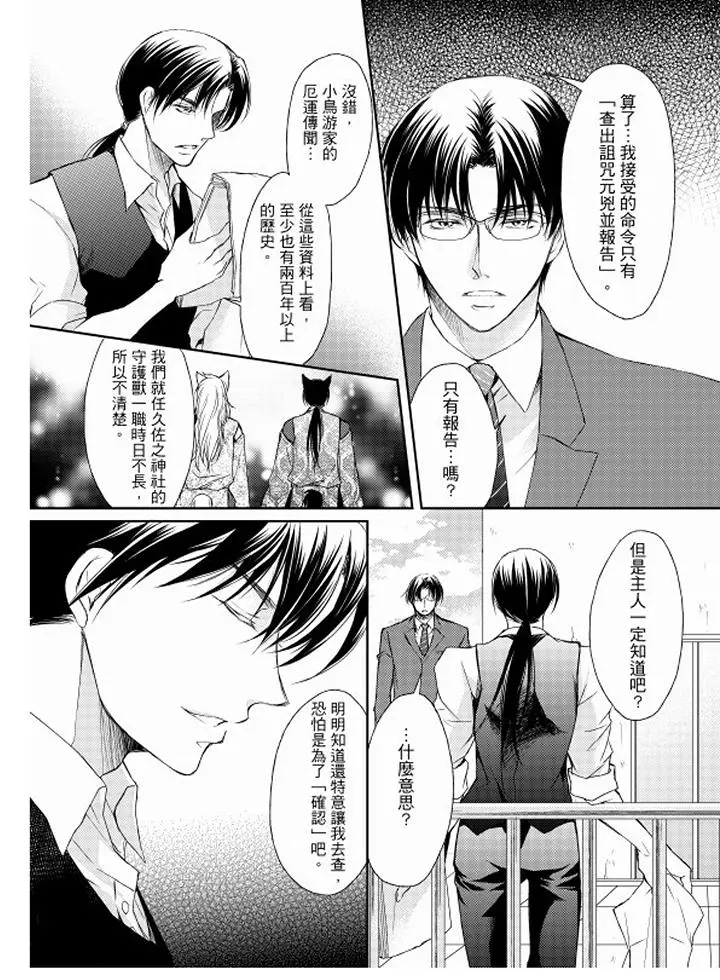 算了…我接受的命令只有
「查出詛咒元兇並報告」。
只有報告…嗎？
沒錯，
小鳥游家的
厄運傳聞…
從這些資料上看，
至少也有兩百年以上
的歷史。
我們就任久佐之神社的
守護獸一職時日不長，
所以不清楚。
但是主人一定知道吧？
…什麼意思？
明明知道還特意讓我去查，
恐怕是為了「確認」吧。